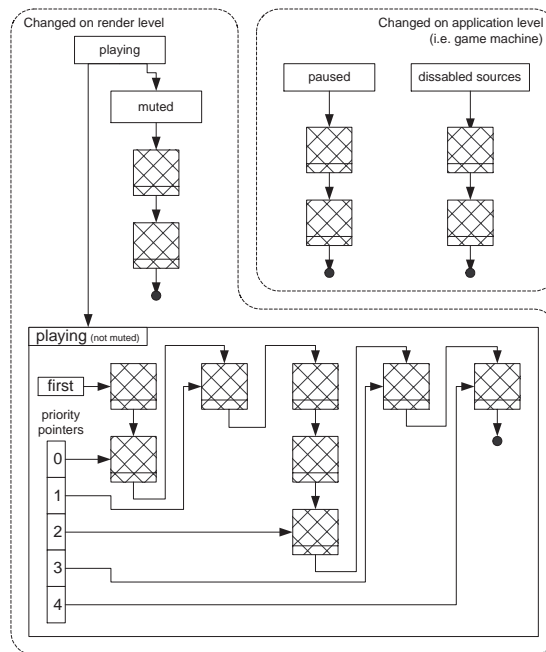 Changed on render level
playing
muted
Changed on application level
(i.e. game machine)
paused
dissabled sources
playing (not muted)
first
priority
pointers
0
1
2
3
4